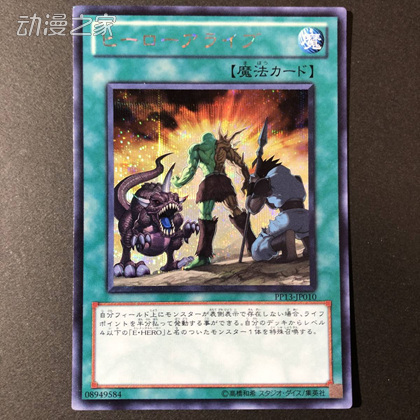 动漫之家
ヒーローアライブ
魔
【魔法カード】
PP13-JP010
自分フィールド上にモンスターが表側表示で存在しない場合、ライフ
ポイントを半分払って発動する事ができる。自分のデッキからレベル4
以下の「E・HERO」と名のついたモンスター1体を特殊召喚する。
08949584
©高橋和希 スタジオ・ダイス/集英社